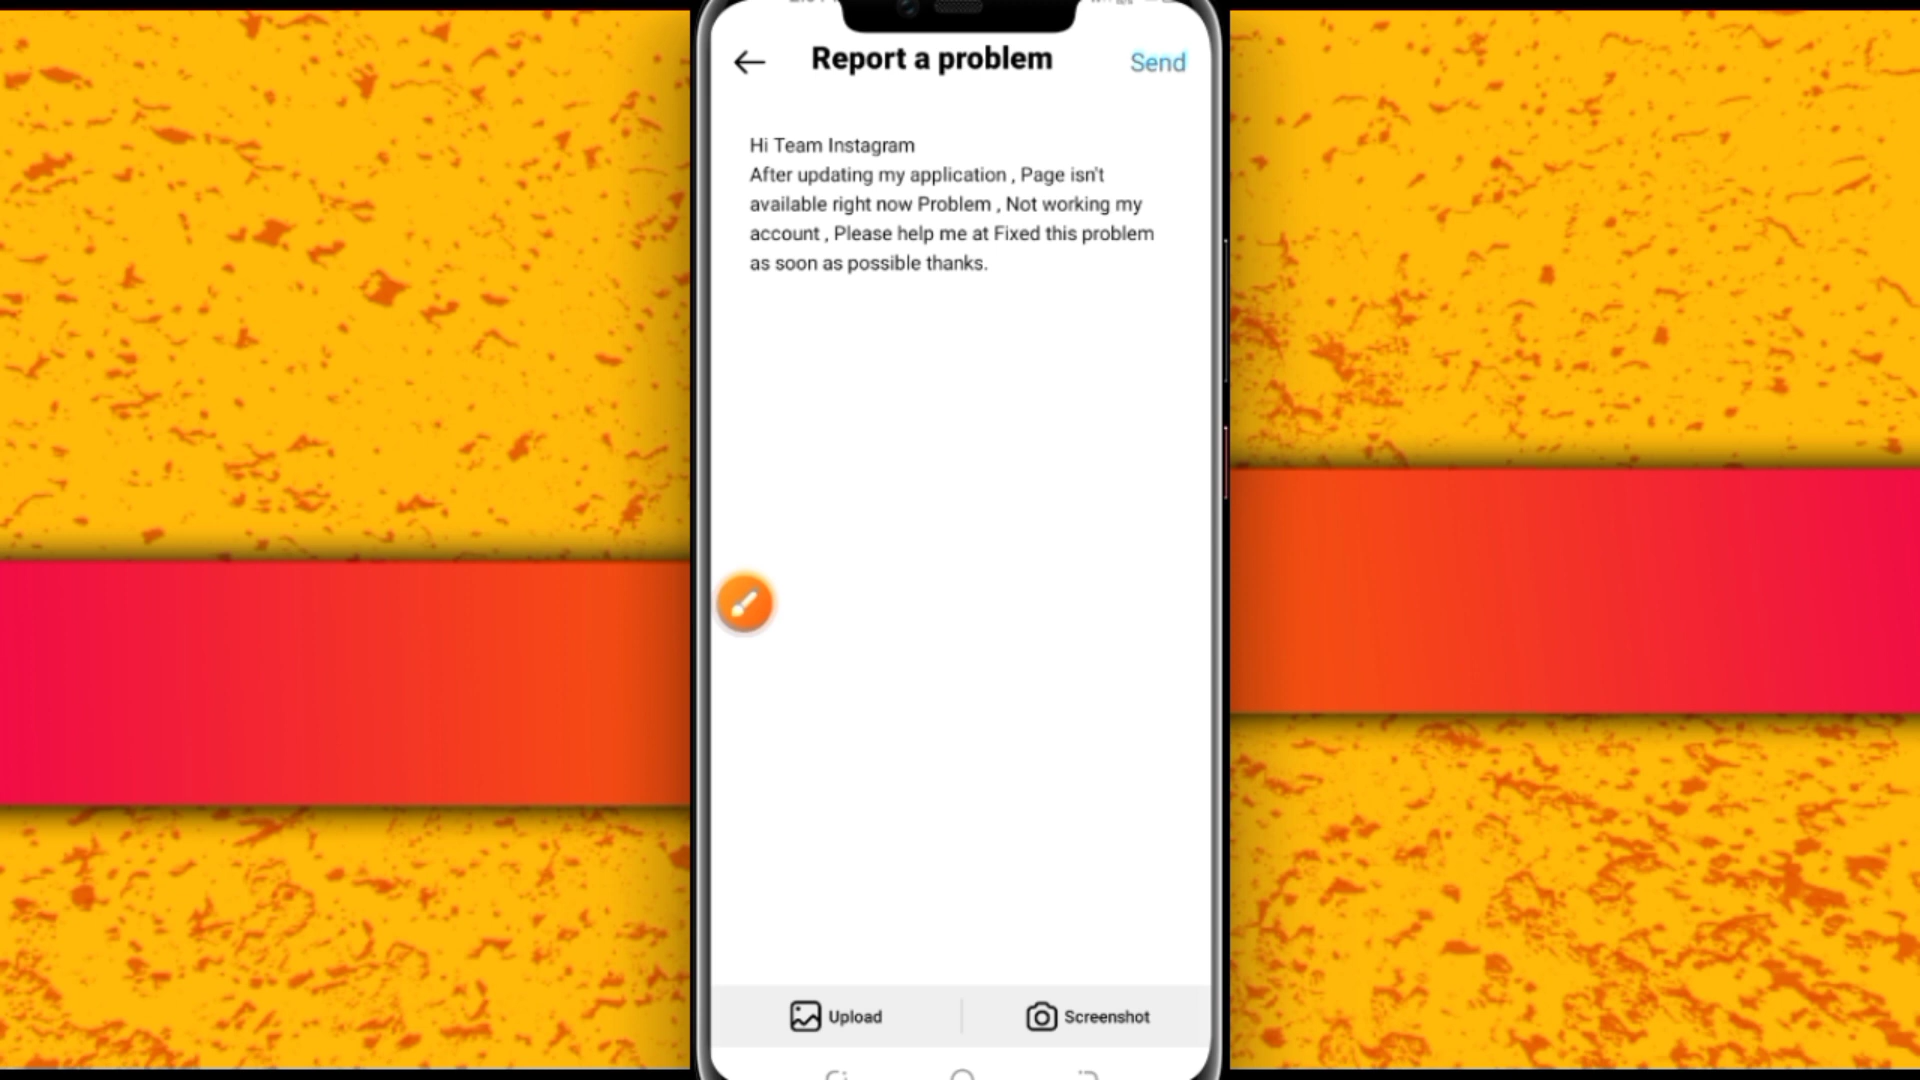 Report a problem
Send
Hi Team Instagram
After updating my application , Page isn't
available right now Problem , Not working my
account , Please help me at Fixed this problem
as soon as possible thanks.
Upload
Screenshot